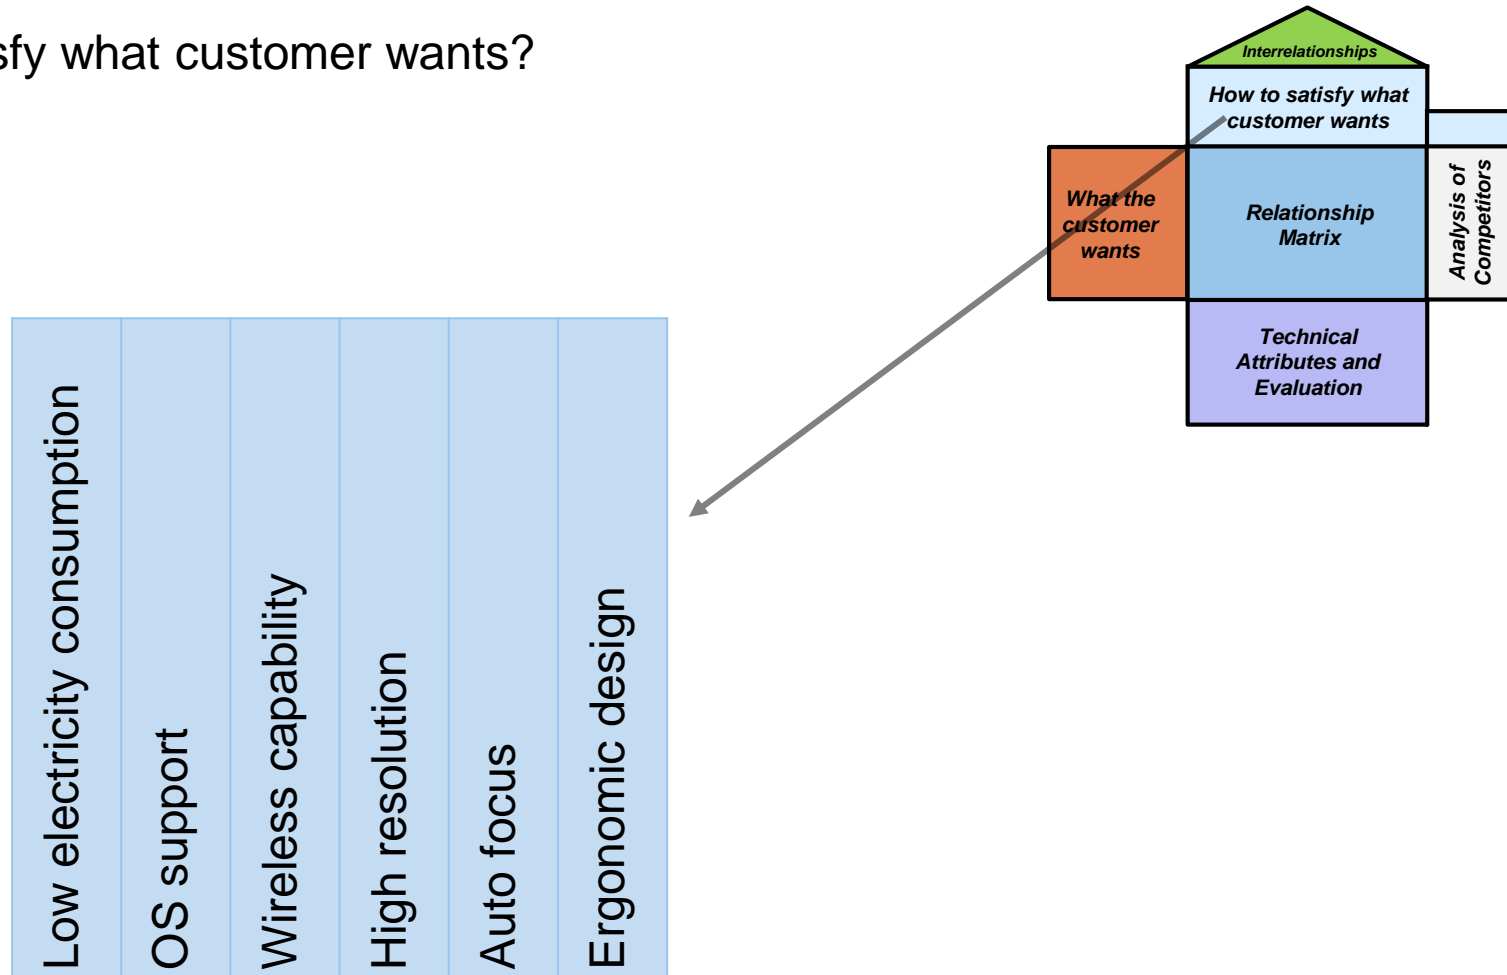 sfy what customer wants?
Interrelationships
How to satisfy what
customer wants
What the
customer
wants
Relationship
Matrix
Analysis of
Competitors
Technical
Attributes and
Evaluation
Low electricity consumption
OS support
Wireless capability
High resolution
Auto focus
Ergonomic design